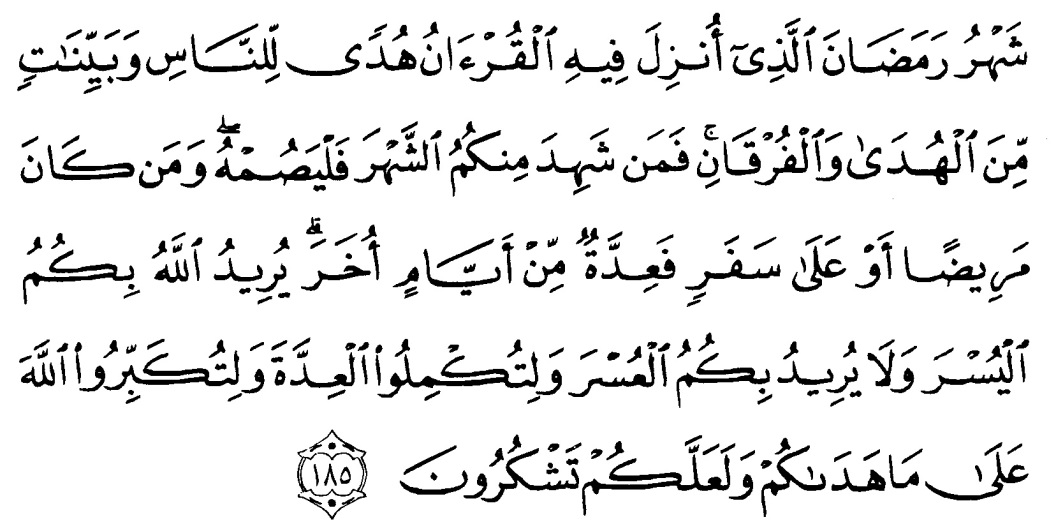 شَهْرُ رَمَضَانَ ٱلَّذِىٓ أُنزِلَ فِيهِ ٱلْقُرْءَانُ هُدًى لِّلنَّاسِ وَبَيِّنَٰتٍ
مِّنَ ٱلْهُدَىٰ وَٱلْفُرْقَانِ ۚ فَمَن شَهِدَ مِنكُمُ ٱلشَّهْرَ فَلْيَصُمْهُ ۖ وَمَن كَانَ
مَرِيضًا أَوْ عَلَىٰ سَفَرٍ فَعِدَّةٌ مِّنْ أَيَّامٍ أُخَرَ ۗ يُرِيدُ ٱللَّهُ بِكُمُ
ٱلْيُسْرَ وَلَا يُرِيدُ بِكُمُ ٱلْعُسْرَ وَلِتُكْمِلُوا۟ ٱلْعِدَّةَ وَلِتُكَبِّرُوا۟ ٱللَّهَ
عَلَىٰ مَا هَدَىٰكُمْ وَلَعَلَّكُمْ تَشْكُرُونَ ١٨٥